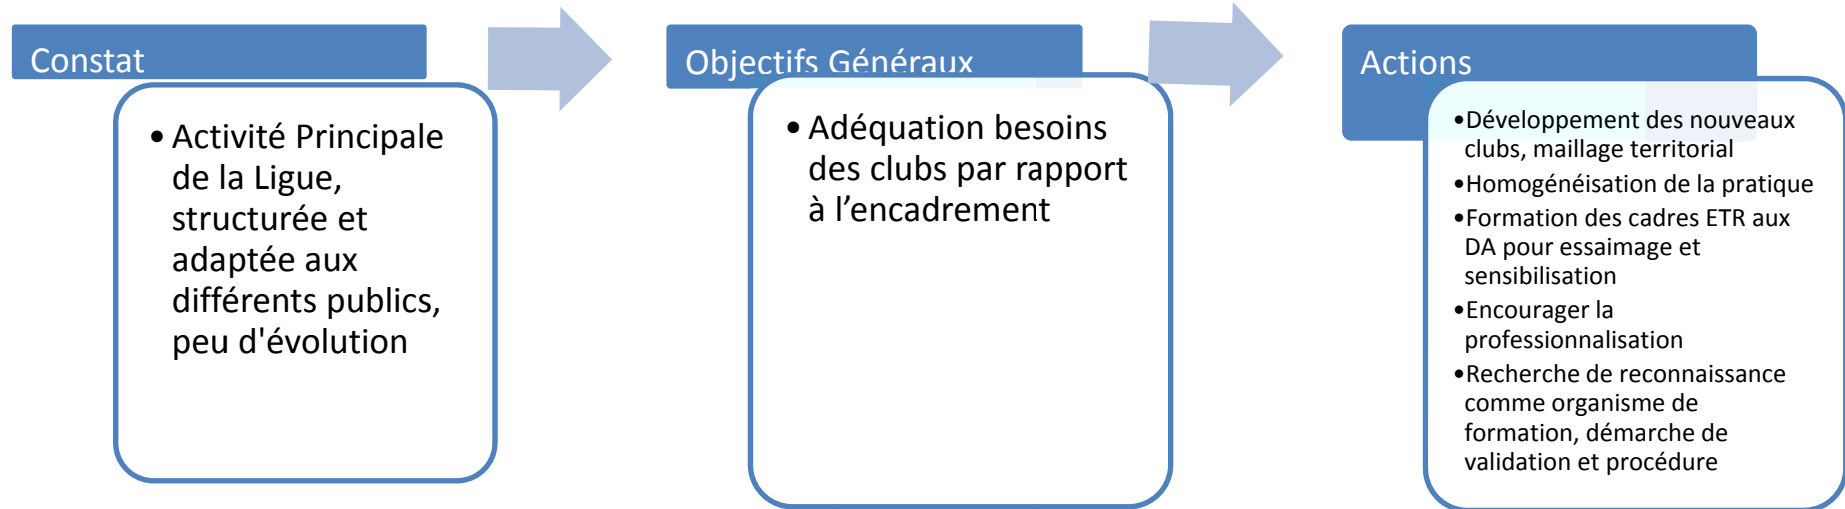 Constat
• Activité Principale
de la Ligue,
structurée et
adaptée aux
différents publics,
peu d'évolution
Objectifs Généraux
• Adéquation besoins
des clubs par rapport
à l’encadrement
Actions
•Développement des nouveaux
clubs, maillage territorial
•Homogénéisation de la pratique
•Formation des cadres ETR aux
DA pour essaimage et
sensibilisation
•Encourager la
professionnalisation
•Recherche de reconnaissance
comme organisme de
formation, démarche de
validation et procédure